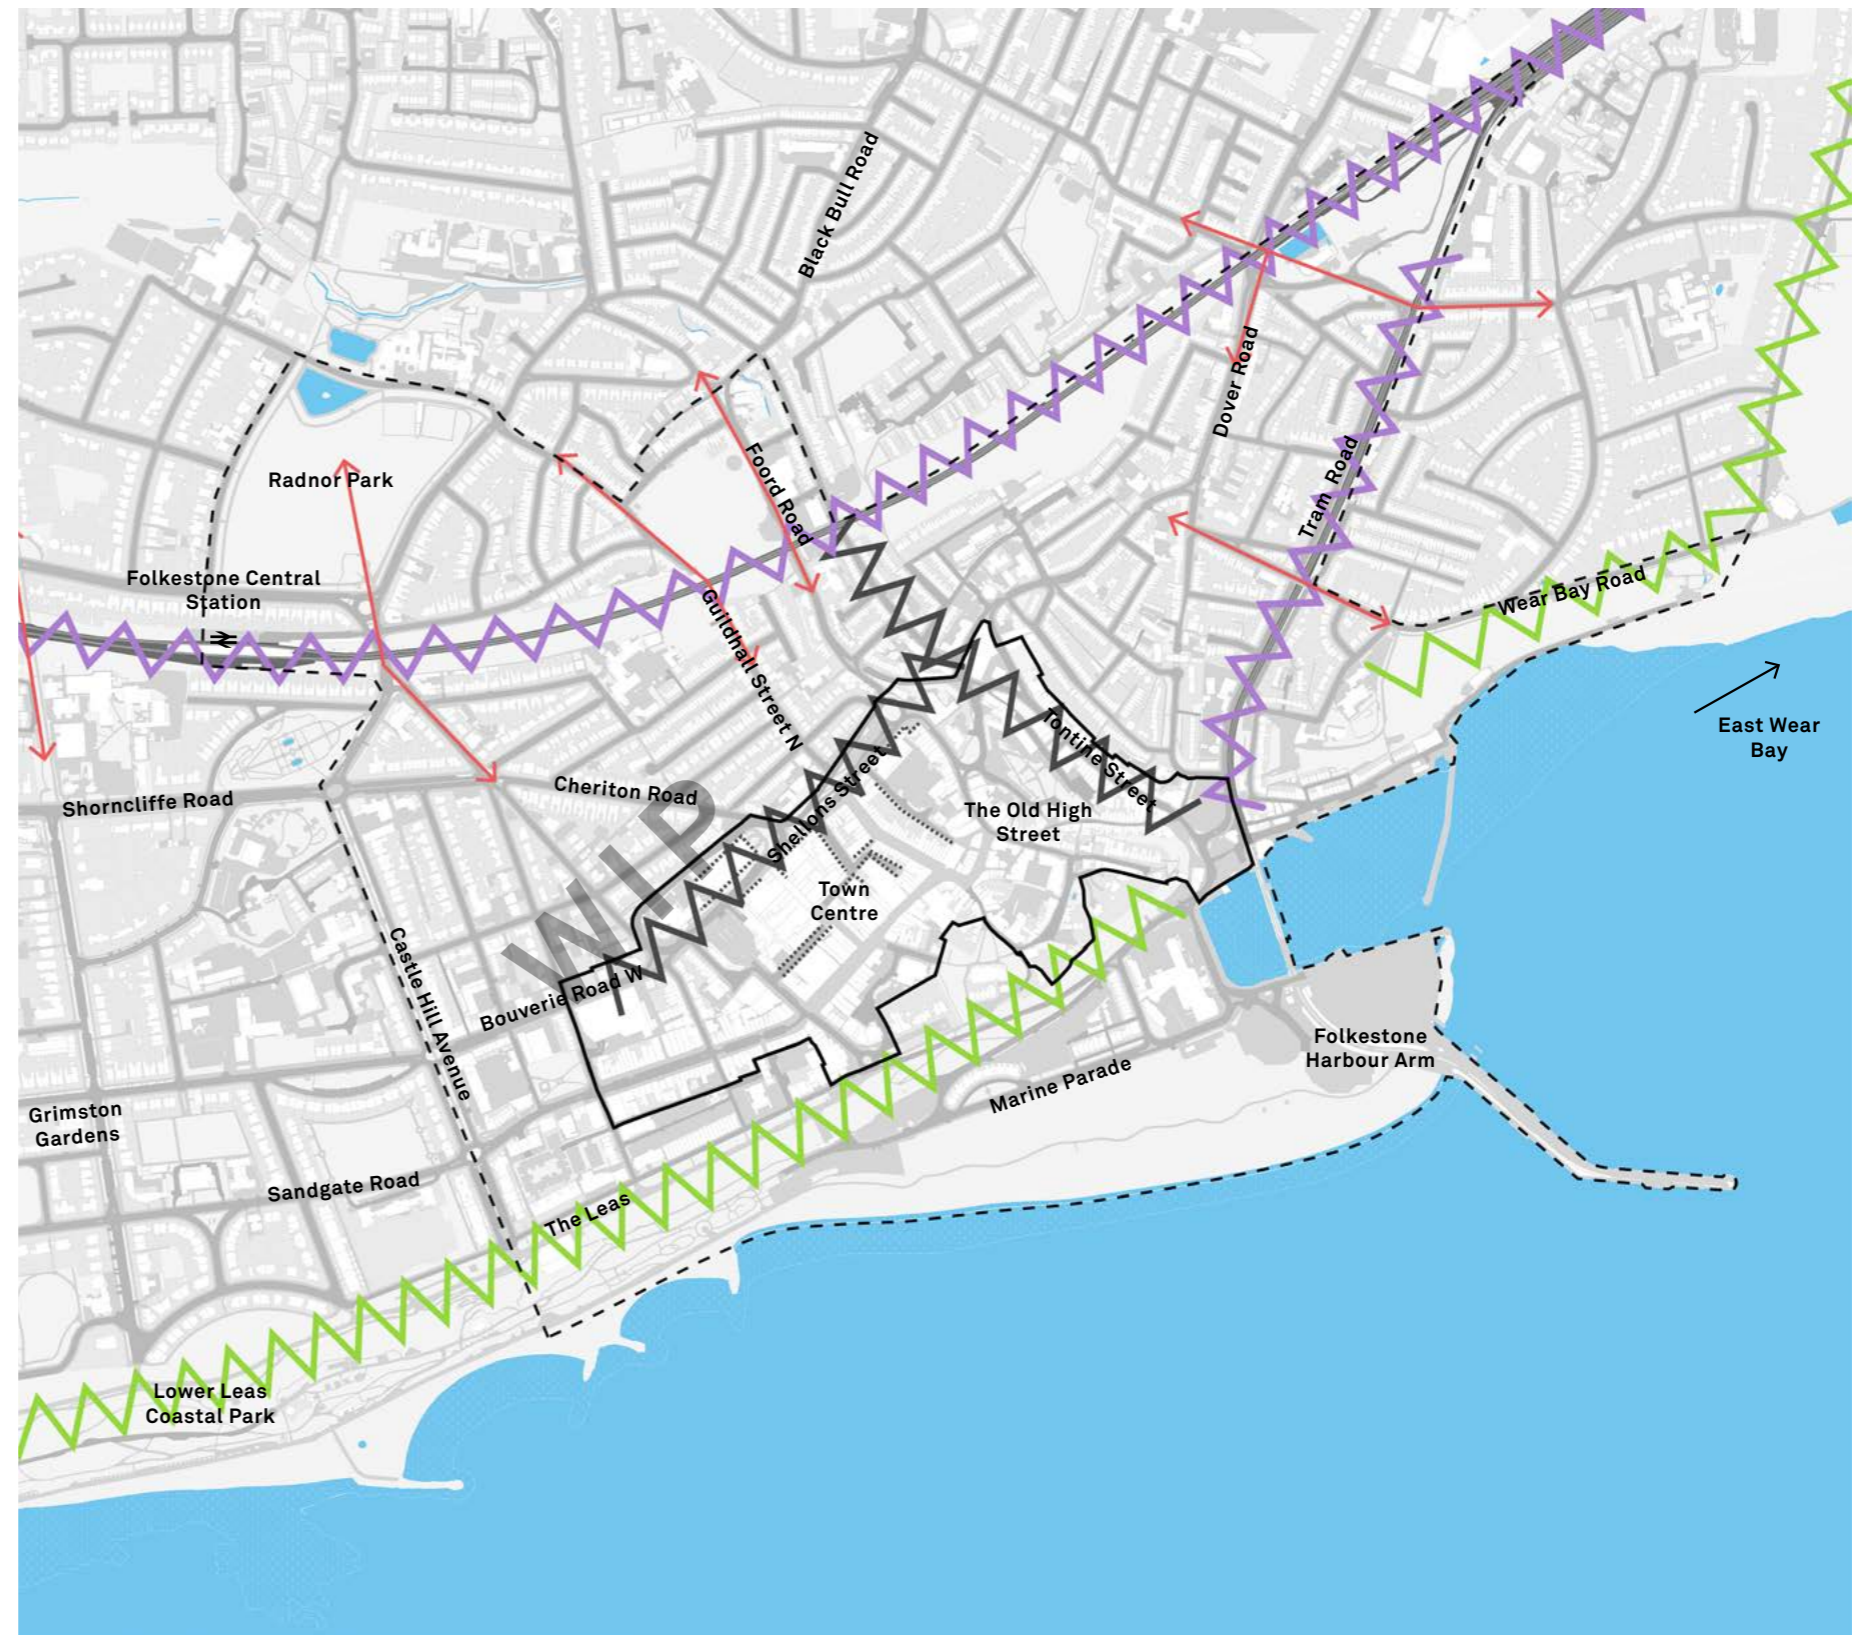 Black Bull Road
Dover Road
Foord Road
Tram Road
Radnor Park
Folkestone Central
Station
Guildhall Street N
Wear Bay Road
East Wear
Bay
Tontine Street
Shorncliffe Road
Cheriton Road
Shellons Street
The Old High
Street
WIP
Town
Centre
Castle Hill Avenue
Bouverie Road W
Folkestone
Harbour Arm
Marine Parade
Grimston
Gardens
Sandgate Road
The Leas
Lower Leas
Coastal Park